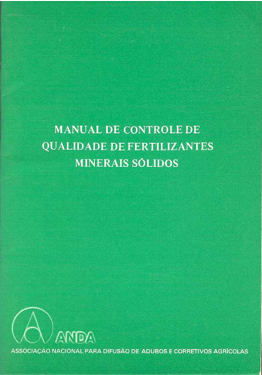 MANUAL DE CONTROLE DE
QUALIDADE DE FERTILIZANTES
MINERAIS SÓLIDOS
ANDA
ASSOCIAÇÃO NACIONAL PARA DIFUSÃO DE ADUBOS E CORRETIVOS AGRÍCOLAS